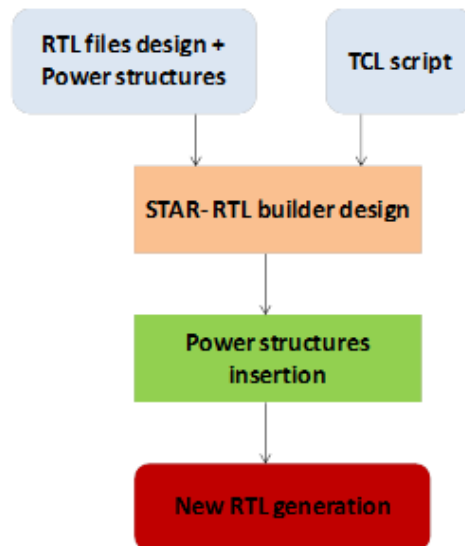 RTL files design +
Power structures
TCL script
STAR- RTL builder design
Power structures
insertion
New RTL generation